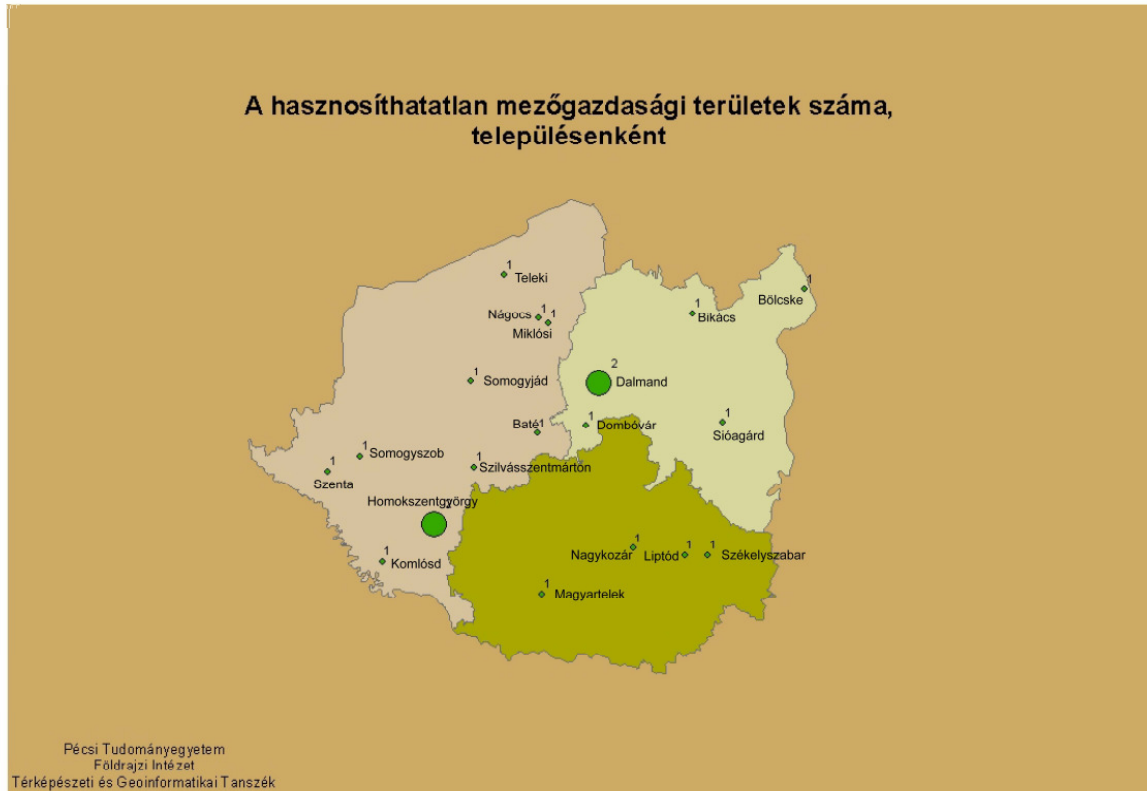 A hasznosíthatatlan mezőgazdasági területek száma,
településenként
1
Teleki
1
Bölcske
Nágocs 1
1
Miklósi
1
Bikács
2
Dalmand
1
Somogyjád
Baté 1
1
Dombóvár
1
Sióagárd
1
Somogyszob
1
Szenta
1
Szilvásszentmárton
Homokszentgyörgy
1
Komlósd
1
Nagykozár
1
Liptód
1
Székelyszabar
1
Magyartelek
Pécsi Tudományegyetem
Földrajzi Intézet
Térképészeti és Geoinformatikai Tanszék